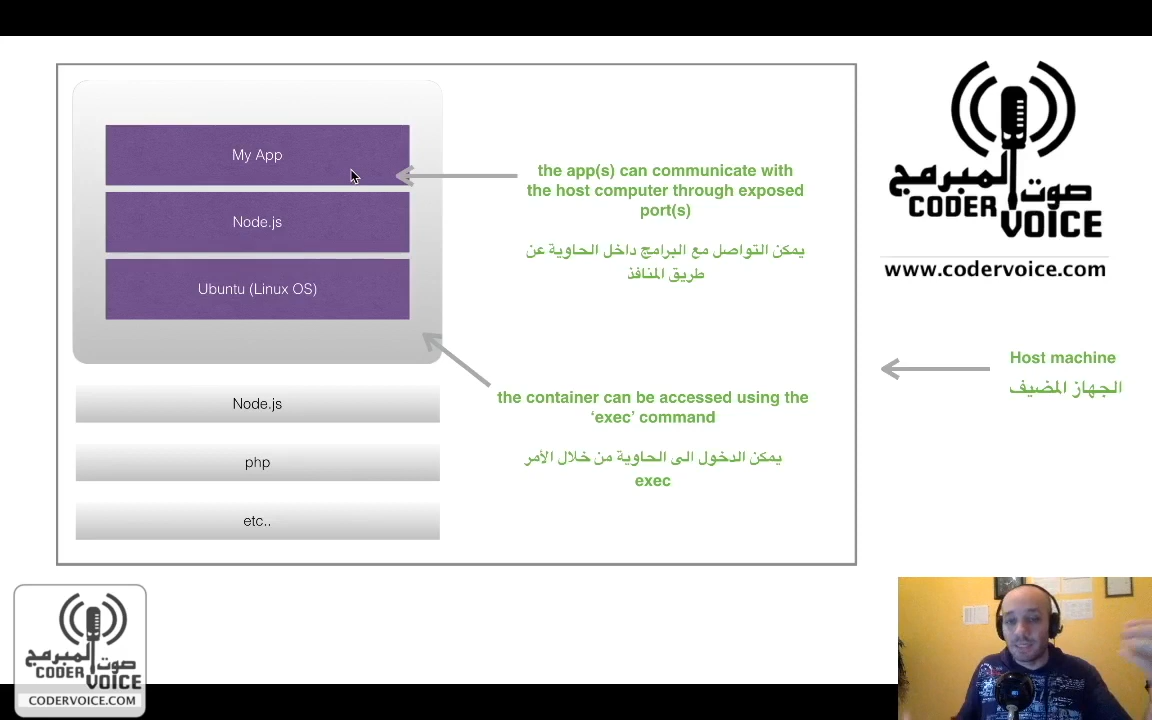 My App
Node.js
Ubuntu (Linux OS)
Node.js
php
etc..
the app(s) can communicate with
the host computer through exposed
port(s)
يمكن التواصل مع البرامج داخل الحاوية عن
طريق المنافذ
the container can be accessed using the
‘exec’ command
يمكن الدخول الى الحاوية من خلال الأمر
exec
صوت المبرمج
CODER VOICE
www.codervoice.com
Host machine
الجهاز المضيف
صوت المبرمج
CODER VOICE
CODERVOICE.COM